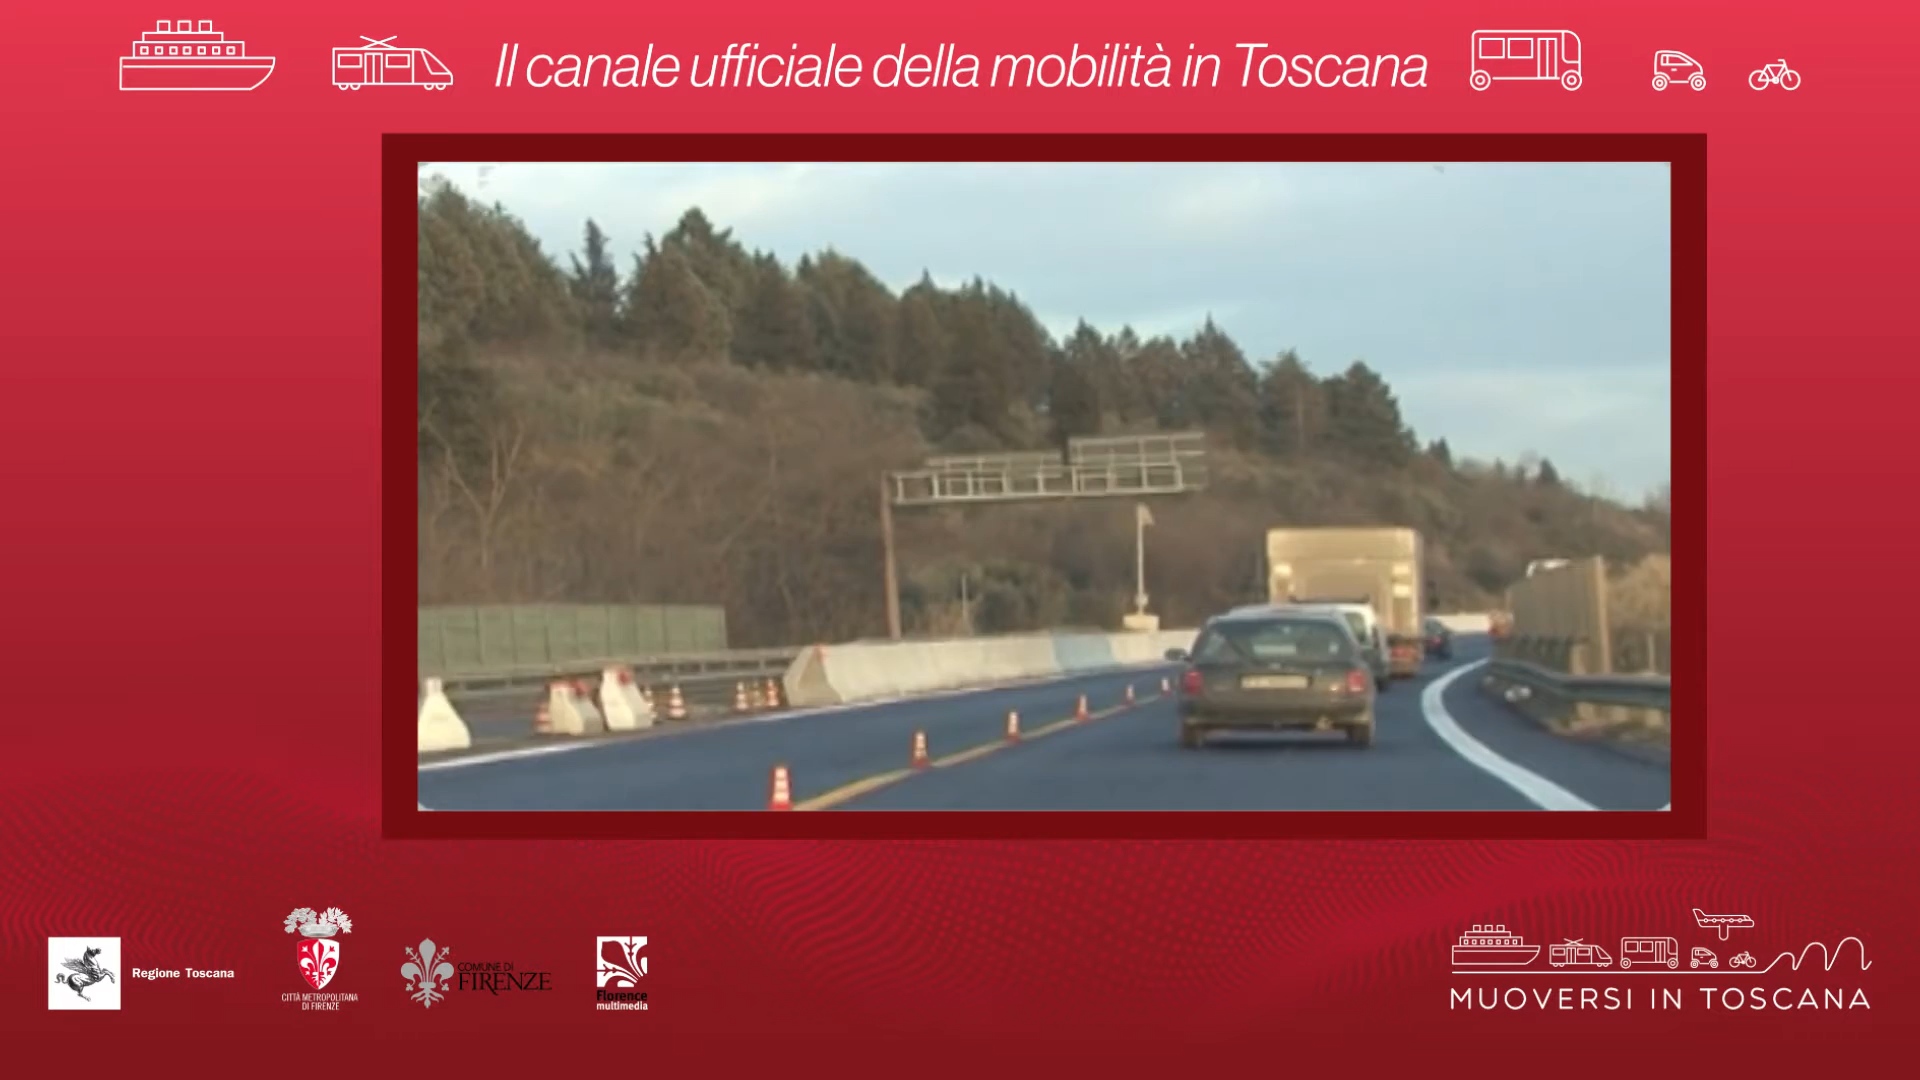 Il canale ufficiale della mobilità in Toscana
Regione Toscana
CITTÀ METROPOLITANA
DI FIRENZE
COMUNE DI
FIRENZE
Florence
multimedia
MUOVERSI IN TOSCANA